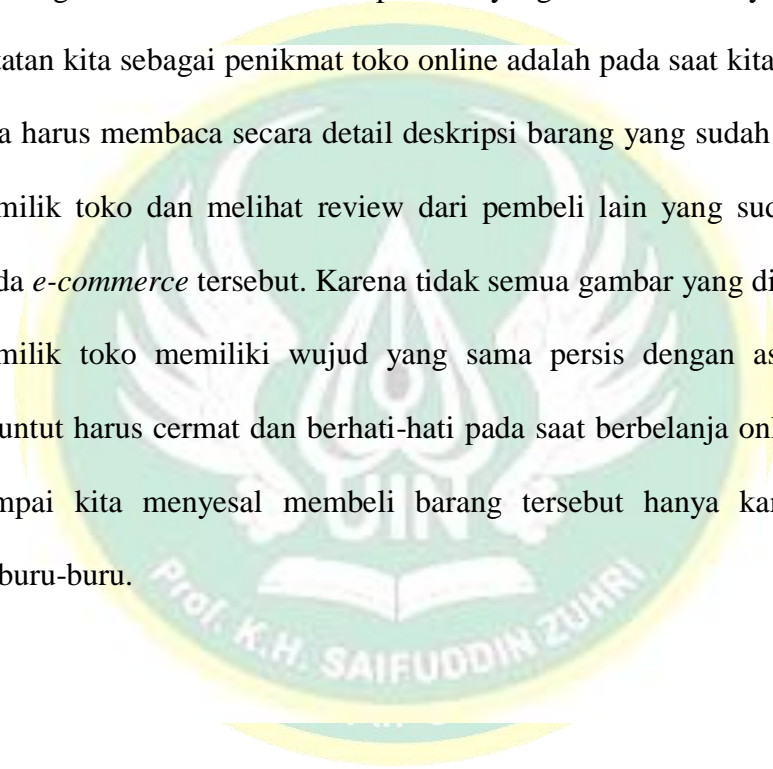 tatan kita sebagai penikmat toko online adalah pada saat kita
a harus membaca secara detail deskripsi barang yang sudah
milik toko dan melihat review dari pembeli lain yang suc
da e-commerce tersebut. Karena tidak semua gambar yang di
milik toko memiliki wujud yang sama persis dengan as
untut harus cermat dan berhati-hati pada saat berbelanja onl
mpai kita menyesal membeli barang tersebut hanya kar
buru-buru.
UIN
Prof. K.H. SAIFUDDIN ZUHRI